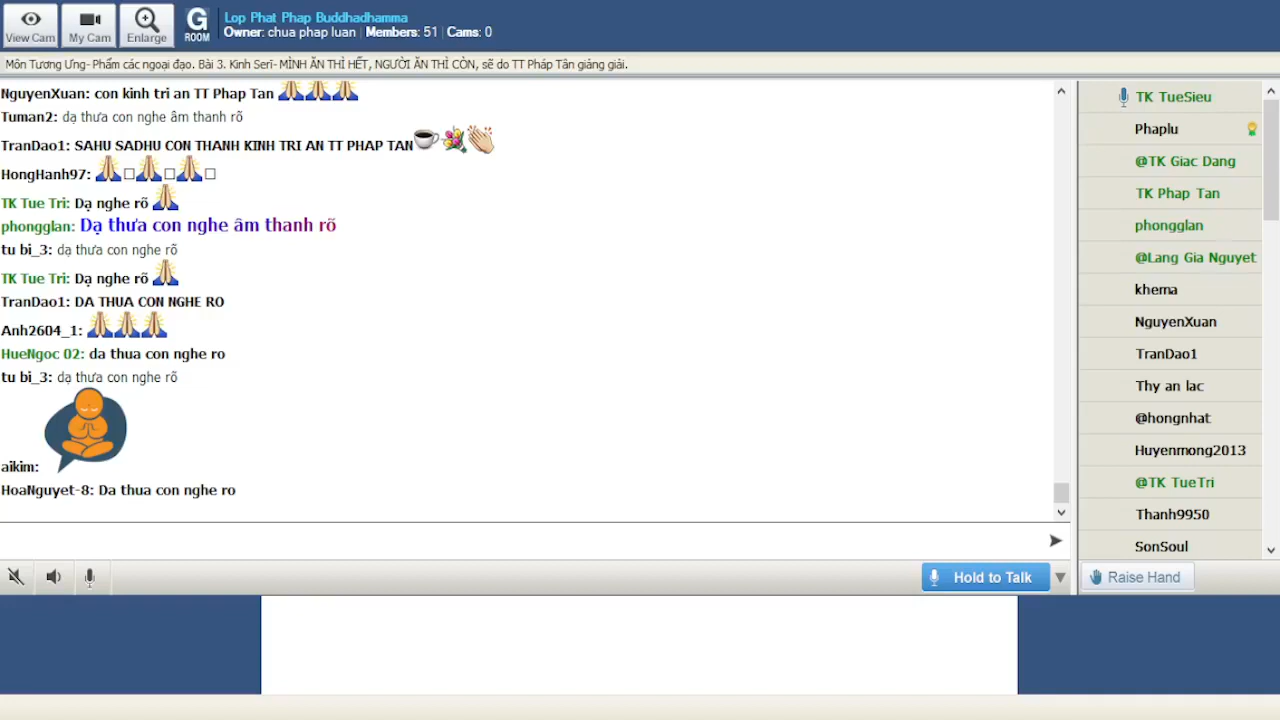 View Cam
My Cam
Enlarge
G
ROOM
Lop Phat Phap Buddhadhamma
Owner: chua phap luan | Members: 51 | Cams: 0
Môn Tương Ưng- Phẩm các ngoại đạo. Bài 3. Kinh Serī- MÌNH ĂN THÌ HẾT, NGƯỜI ĂN THÌ CÒN, sẽ do TT Pháp Tân giảng giải.
NguyenXuan: con kinh tri an TT Phap Tan
Tuman2: dạ thưa con nghe âm thanh rõ
TranDao1: SAHU SADHU CON THANH KINH TRI AN TT PHAP TAN
HongHanh97:
TK Tue Tri: Dạ nghe rõ
phongglan: Dạ thưa con nghe âm thanh rõ
tu bi_3: dạ thưa con nghe rõ
TK Tue Tri: Dạ nghe rõ
TranDao1: DA THUA CON NGHE RO
Anh2604_1:
HueNgoc 02: da thua con nghe ro
tu bi_3: dạ thưa con nghe rõ
aikim:
HoaNguyet-8: Da thua con nghe ro
TK TueSieu
Phaplu
@TK Giac Dang
TK Phap Tan
phongglan
@Lang Gia Nguyet
khema
NguyenXuan
TranDao1
Thy an lac
@hongnhat
Huyenmong2013
@TK TueTri
Thanh9950
SonSoul
Hold to Talk
Raise Hand